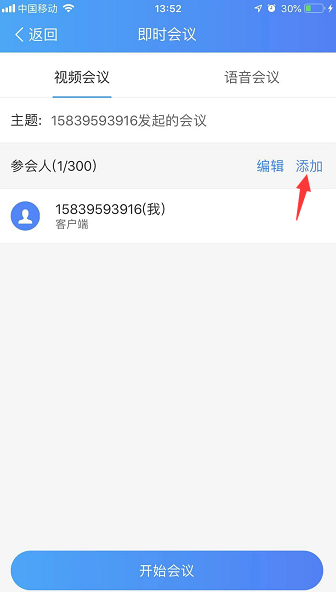 中国移动 13:52 30%
返回 即时会议
视频会议 语音会议
主题: 15839593916发起的会议
参会人(1/300) 编辑 添加
15839593916(我)
客户端
开始会议